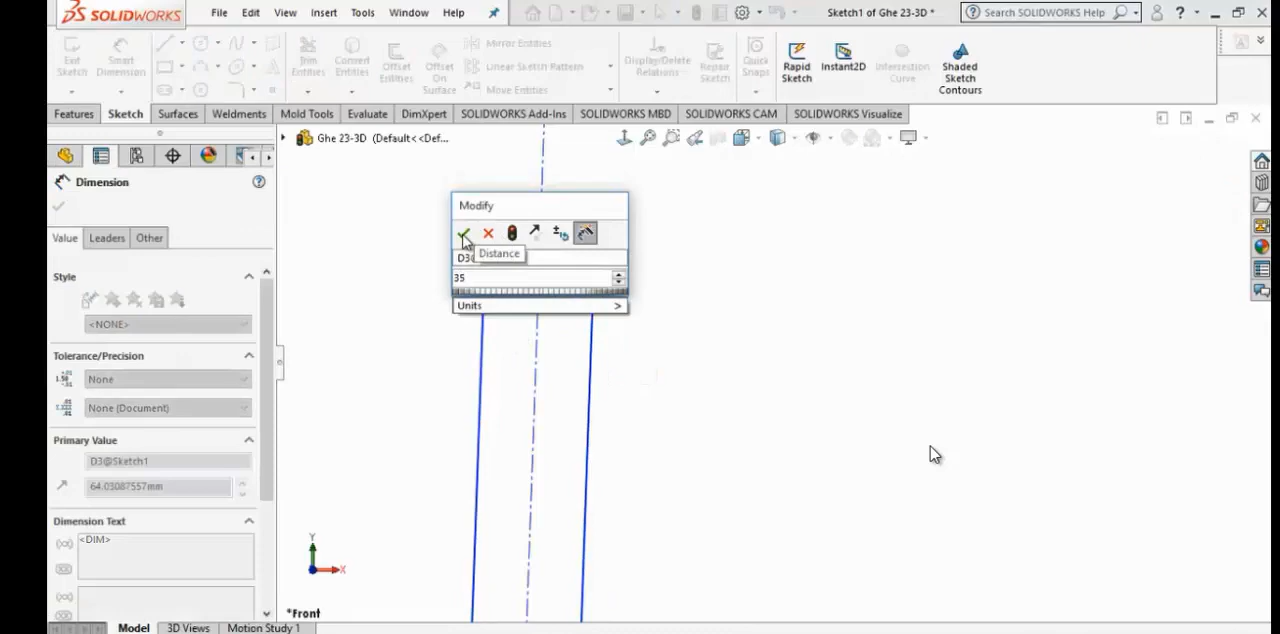 SOLIDWORKS File Edit View Insert Tools Window Help Sketch1 of Ghe 23-3D * Search SOLIDWORKS Help
Exit Sketch
Smart Dimension
Trim Entities
Convert Entities
Offset Entities
Offset On Surface
Mirror Entities
Linear Sketch Pattern
Move Entities
Display/Delete Relations
Repair Sketch
Quick Snaps
Rapid Sketch
Instant2D
Intersection Curve
Shaded Sketch Contours
Features Sketch Surfaces Weldments Mold Tools Evaluate DimXpert SOLIDWORKS Add-Ins SOLIDWORKS MBD SOLIDWORKS CAM SOLIDWORKS Visualize
Ghe 23-3D (Default<<Def...
Dimension
Value Leaders Other
Style
<NONE>
Tolerance/Precision
None
None (Document)
Primary Value
D3@Sketch1
64.03087557mm
Dimension Text
<DIM>
Modify
Distance
35
Units >
Y
X
*Front
Model 3D Views Motion Study 1